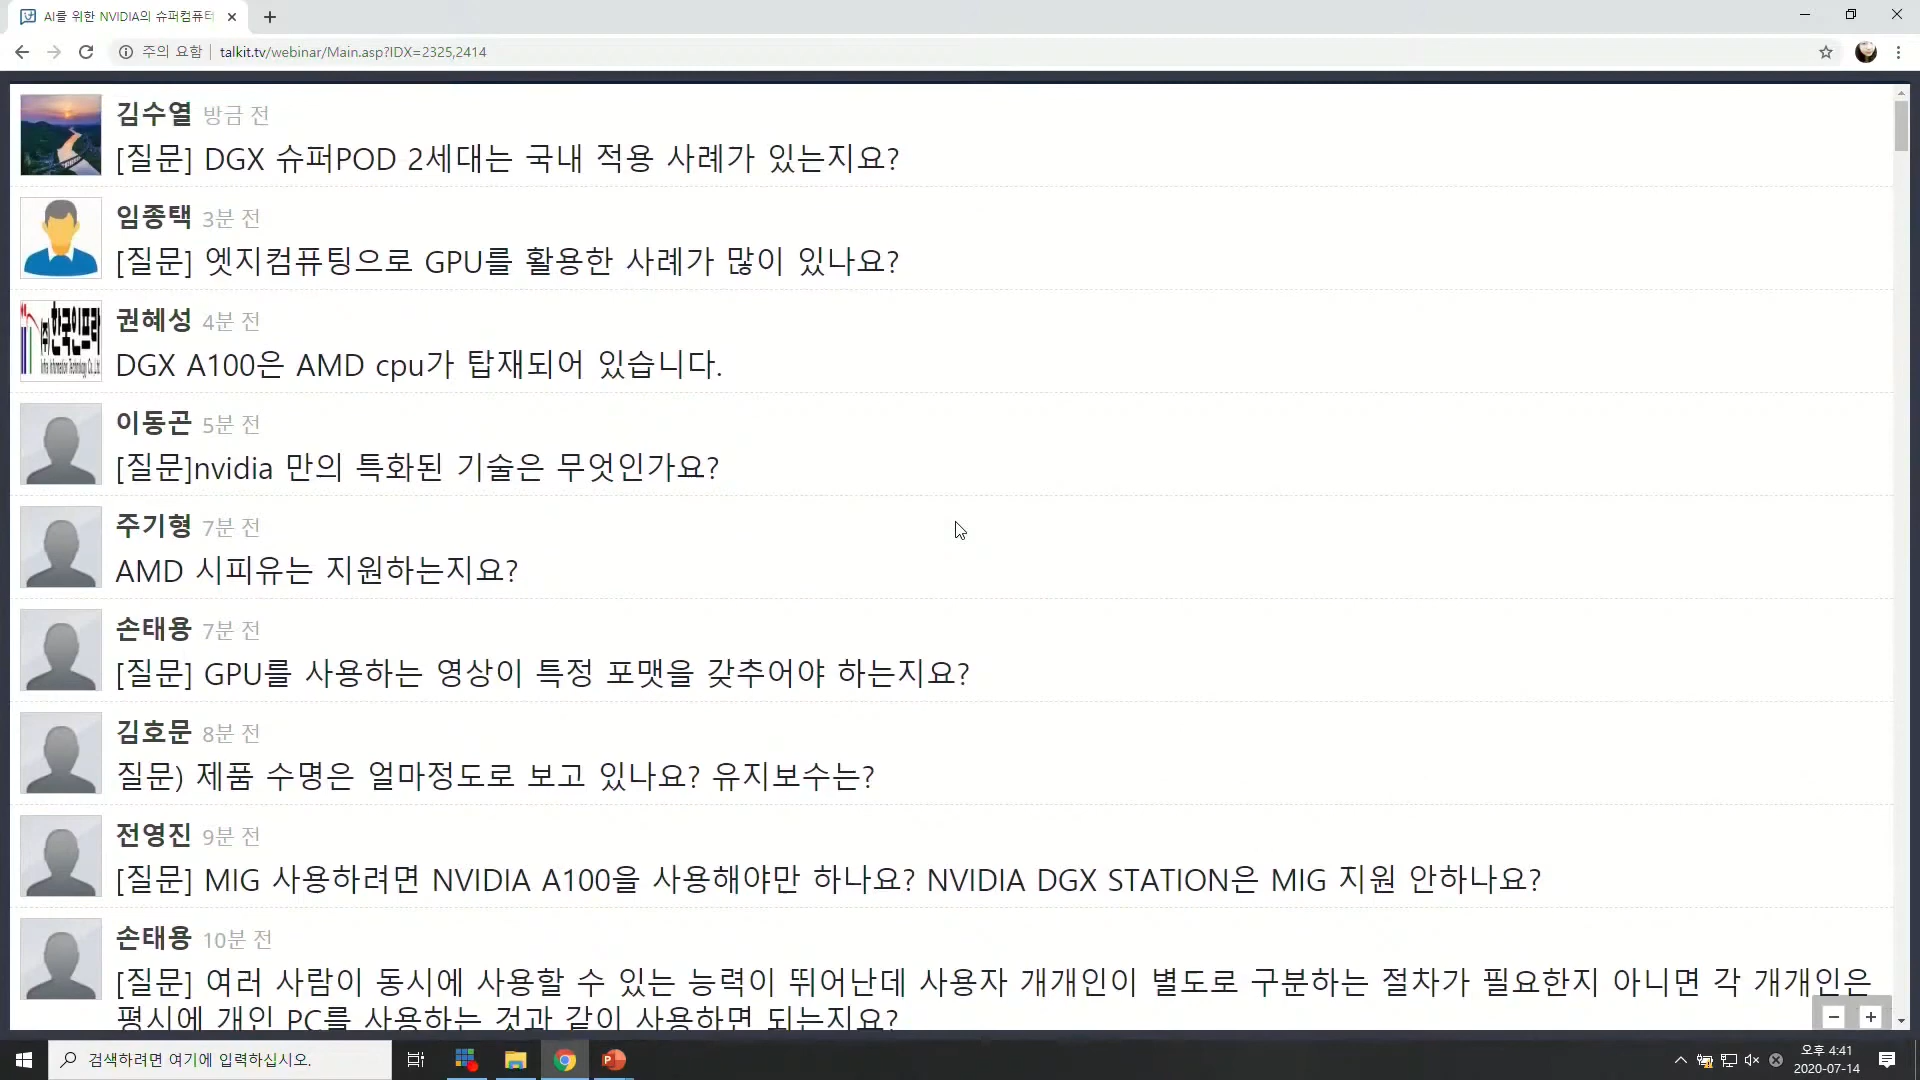 AI를 위한 NVIDIA의 슈퍼컴퓨터
주의 요함 | talkit.tv/webinar/Main.asp?IDX=2325,2414
김수열 방금 전
[질문] DGX 슈퍼POD 2세대는 국내 적용 사례가 있는지요?
임종택 3분 전
[질문] 엣지컴퓨팅으로 GPU를 활용한 사례가 많이 있나요?
(주)한국인프라
권혜성 4분 전
DGX A100은 AMD cpu가 탑재되어 있습니다.
이동곤 5분 전
[질문]nvidia 만의 특화된 기술은 무엇인가요?
주기형 7분 전
AMD 시피유는 지원하는지요?
손태용 7분 전
[질문] GPU를 사용하는 영상이 특정 포맷을 갖추어야 하는지요?
김호문 8분 전
질문) 제품 수명은 얼마정도로 보고 있나요? 유지보수는?
전영진 9분 전
[질문] MIG 사용하려면 NVIDIA A100을 사용해야만 하나요? NVIDIA DGX STATION은 MIG 지원 안하나요?
손태용 10분 전
[질문] 여러 사람이 동시에 사용할 수 있는 능력이 뛰어난데 사용자 개개인이 별도로 구분하는 절차가 필요한지 아니면 각 개개인은
평시에 개인 PC를 사용하는 것과 같이 사용하면 되는지요?
검색하려면 여기에 입력하십시오.
오후 4:41
2020-07-14